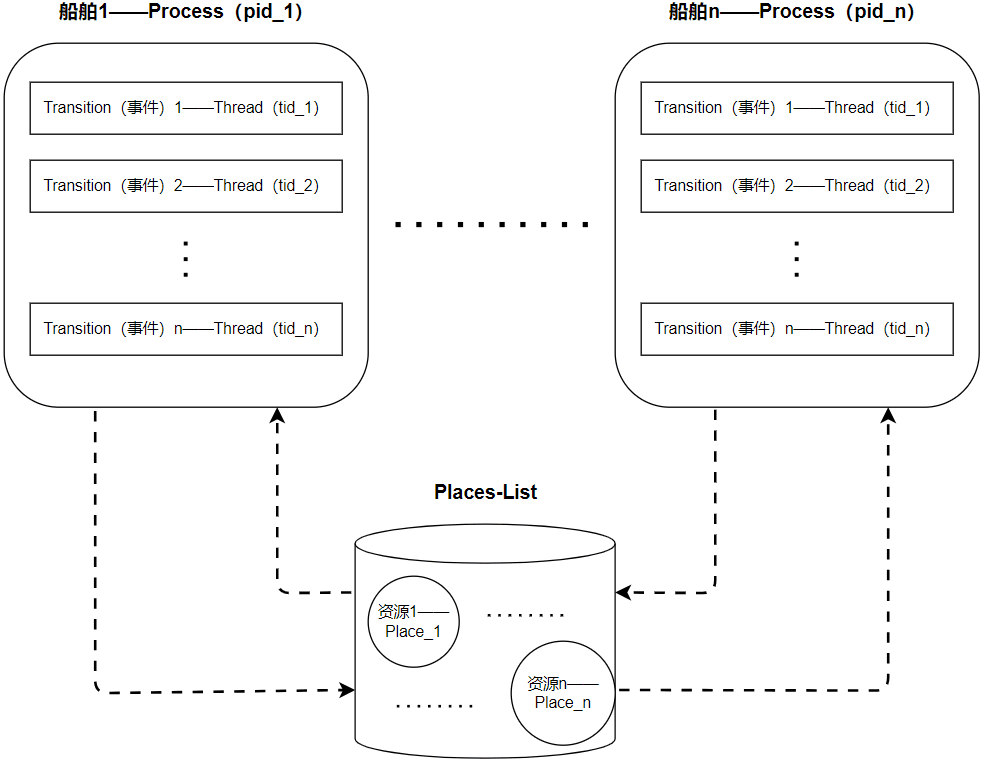 船舶1——Process（pid_1）
Transition（事件）1——Thread（tid_1）
Transition（事件）2——Thread（tid_2）
Transition（事件）n——Thread（tid_n）
船舶n——Process（pid_n）
Transition（事件）1——Thread（tid_1）
Transition（事件）2——Thread（tid_2）
Transition（事件）n——Thread（tid_n）
Places-List
资源1——
Place_1
资源n——
Place_n